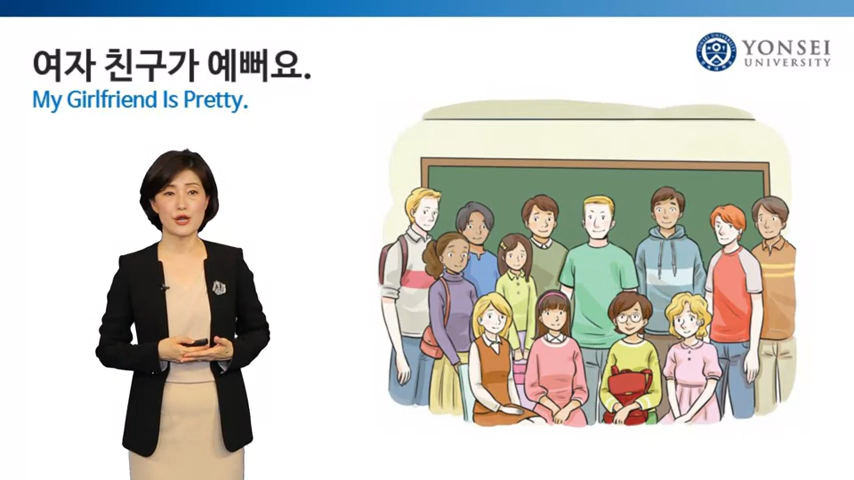 여자 친구가 예뻐요.
My Girlfriend Is Pretty.
YONSEI
UNIVERSITY